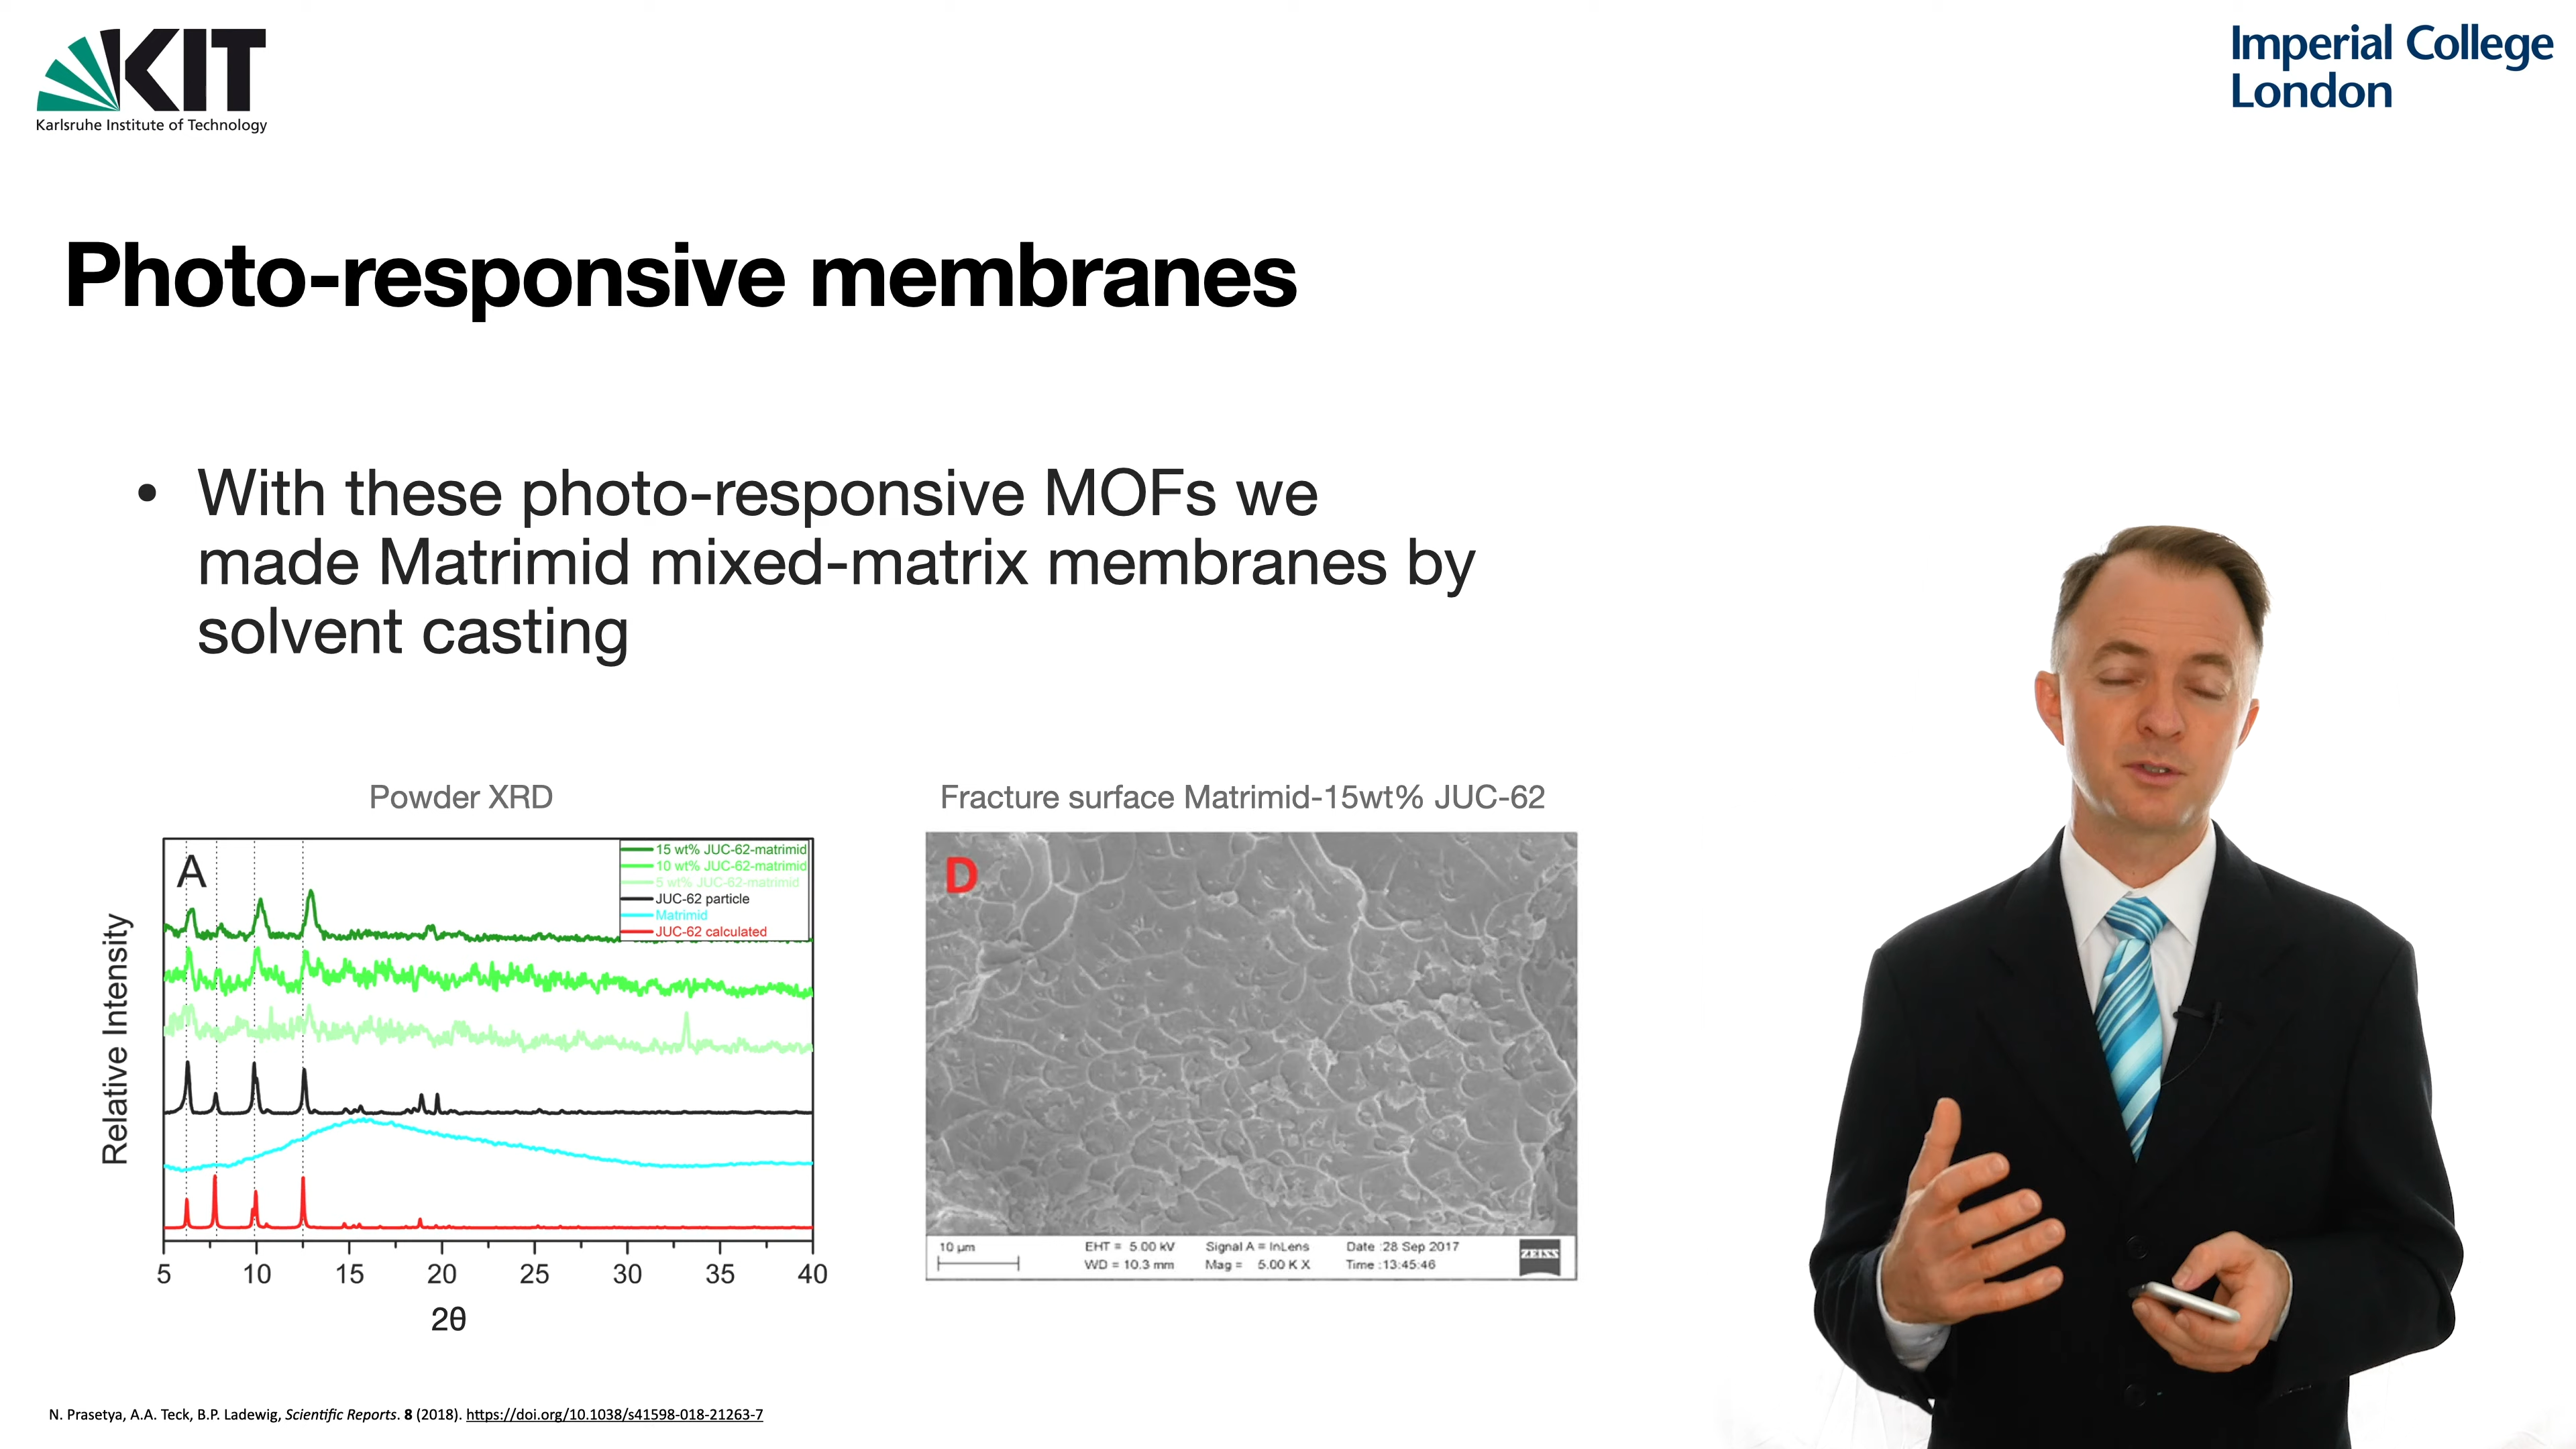 KIT
Karlsruhe Institute of Technology
Imperial College
London
Photo-responsive membranes
• With these photo-responsive MOFs we
made Matrimid mixed-matrix membranes by
solvent casting
Powder XRD
A
15 wt% JUC-62-matrimid
10 wt% JUC-62-matrimid
5 wt% JUC-62-matrimid
JUC-62 particle
Matrimid
JUC-62 calculated
Relative Intensity
5 10 15 20 25 30 35 40
2θ
Fracture surface Matrimid-15wt% JUC-62
D
10 µm
EHT = 5.00 kV Signal A = InLens Date :28 Sep 2017
WD = 10.3 mm Mag = 5.00 K X Time :13:45:46
ZEISS
N. Prasetya, A.A. Teck, B.P. Ladewig, Scientific Reports. 8 (2018). https://doi.org/10.1038/s41598-018-21263-7